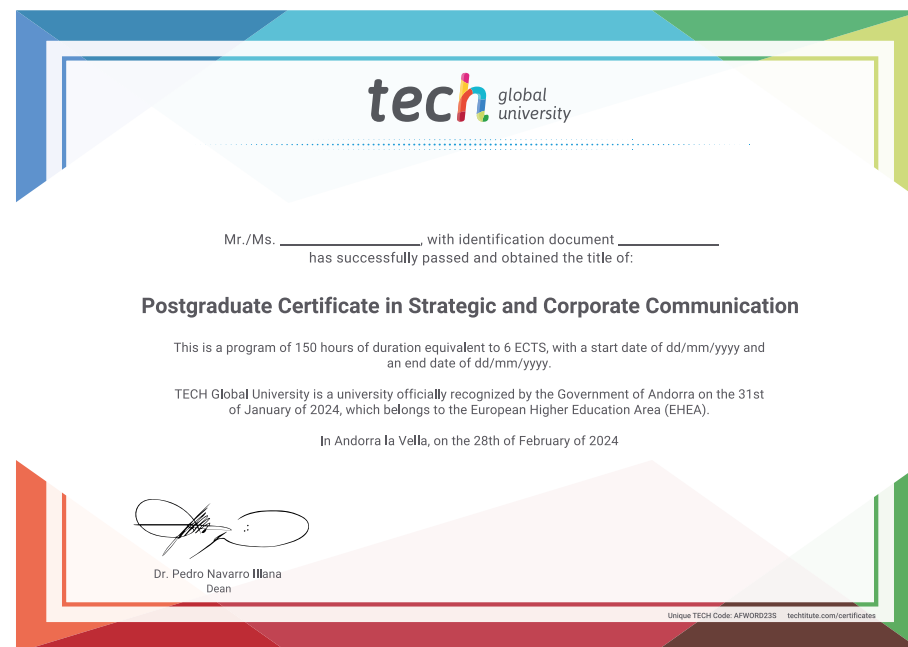 tech global
university
Mr./Ms. ____________________, with identification document ______________
has successfully passed and obtained the title of:
Postgraduate Certificate in Strategic and Corporate Communication
This is a program of 150 hours of duration equivalent to 6 ECTS, with a start date of dd/mm/yyyy and
an end date of dd/mm/yyyy.
TECH Global University is a university officially recognized by the Government of Andorra on the 31st
of January of 2024, which belongs to the European Higher Education Area (EHEA).
In Andorra la Vella, on the 28th of February of 2024
Dr. Pedro Navarro Illana
Dean
Unique TECH Code: AFWORD23S techtitute.com/certificates